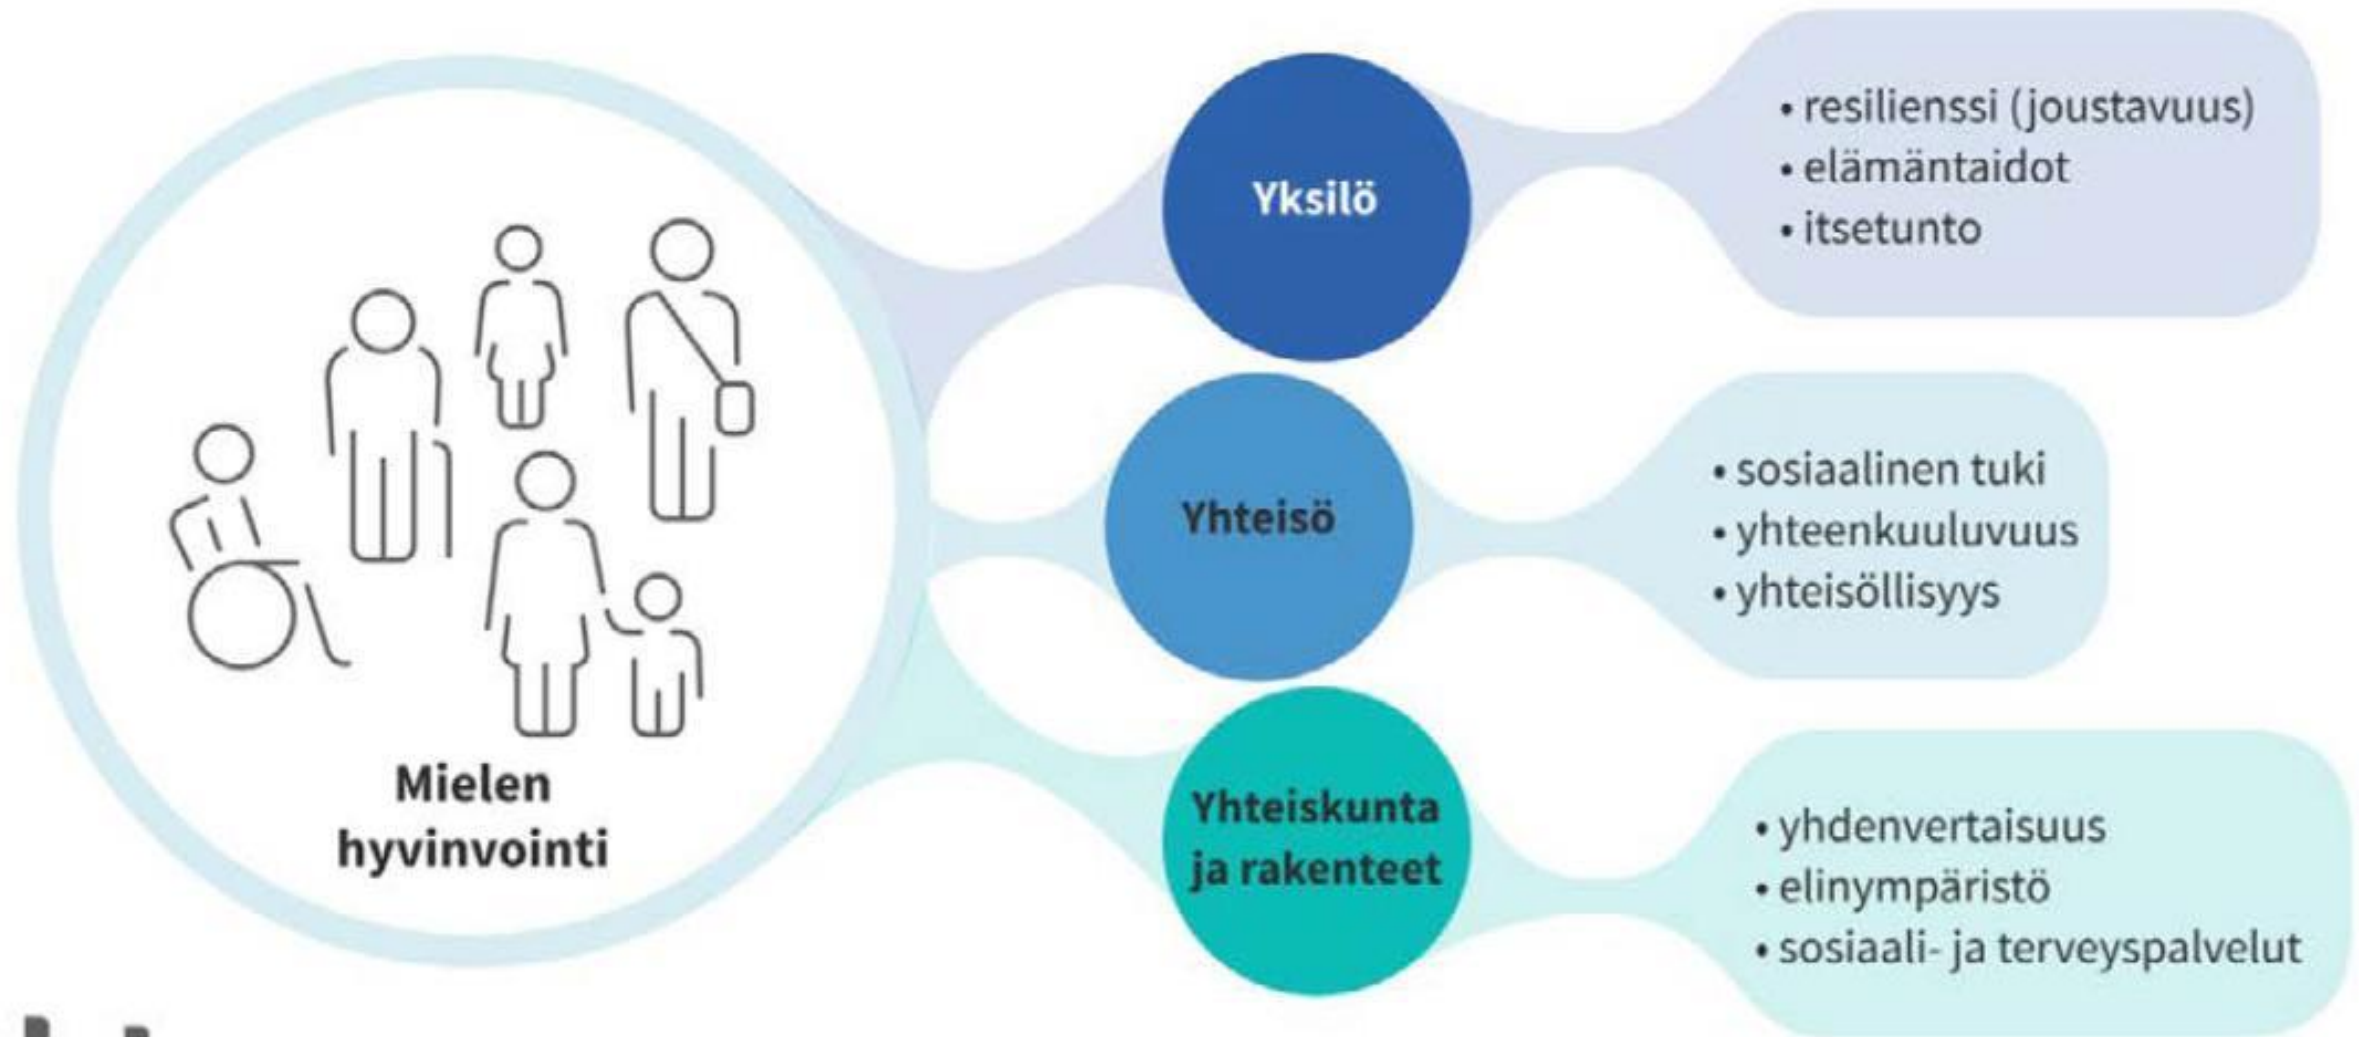 Mielen
hyvinvointi
Yksilö
• resilienssi (joustavuus)
• elämäntaidot
• itsetunto
Yhteisö
• sosiaalinen tuki
• yhteenkuuluvuus
• yhteisöllisyys
Yhteiskunta
ja rakenteet
• yhdenvertaisuus
• elinympäristö
• sosiaali- ja terveyspalvelut